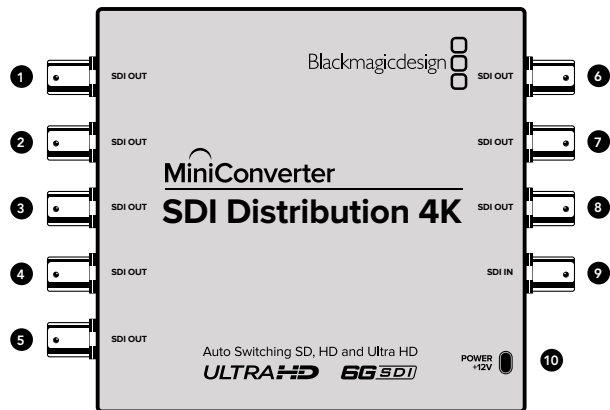 Blackmagicdesign
1 SDI OUT
SDI OUT 6
2 SDI OUT
SDI OUT 7
MiniConverter
3 SDI OUT
SDI Distribution 4K
SDI OUT 8
4 SDI OUT
SDI IN 9
5 SDI OUT
Auto Switching SD, HD and Ultra HD
ULTRAHD 6G SDI
POWER
+12V
10